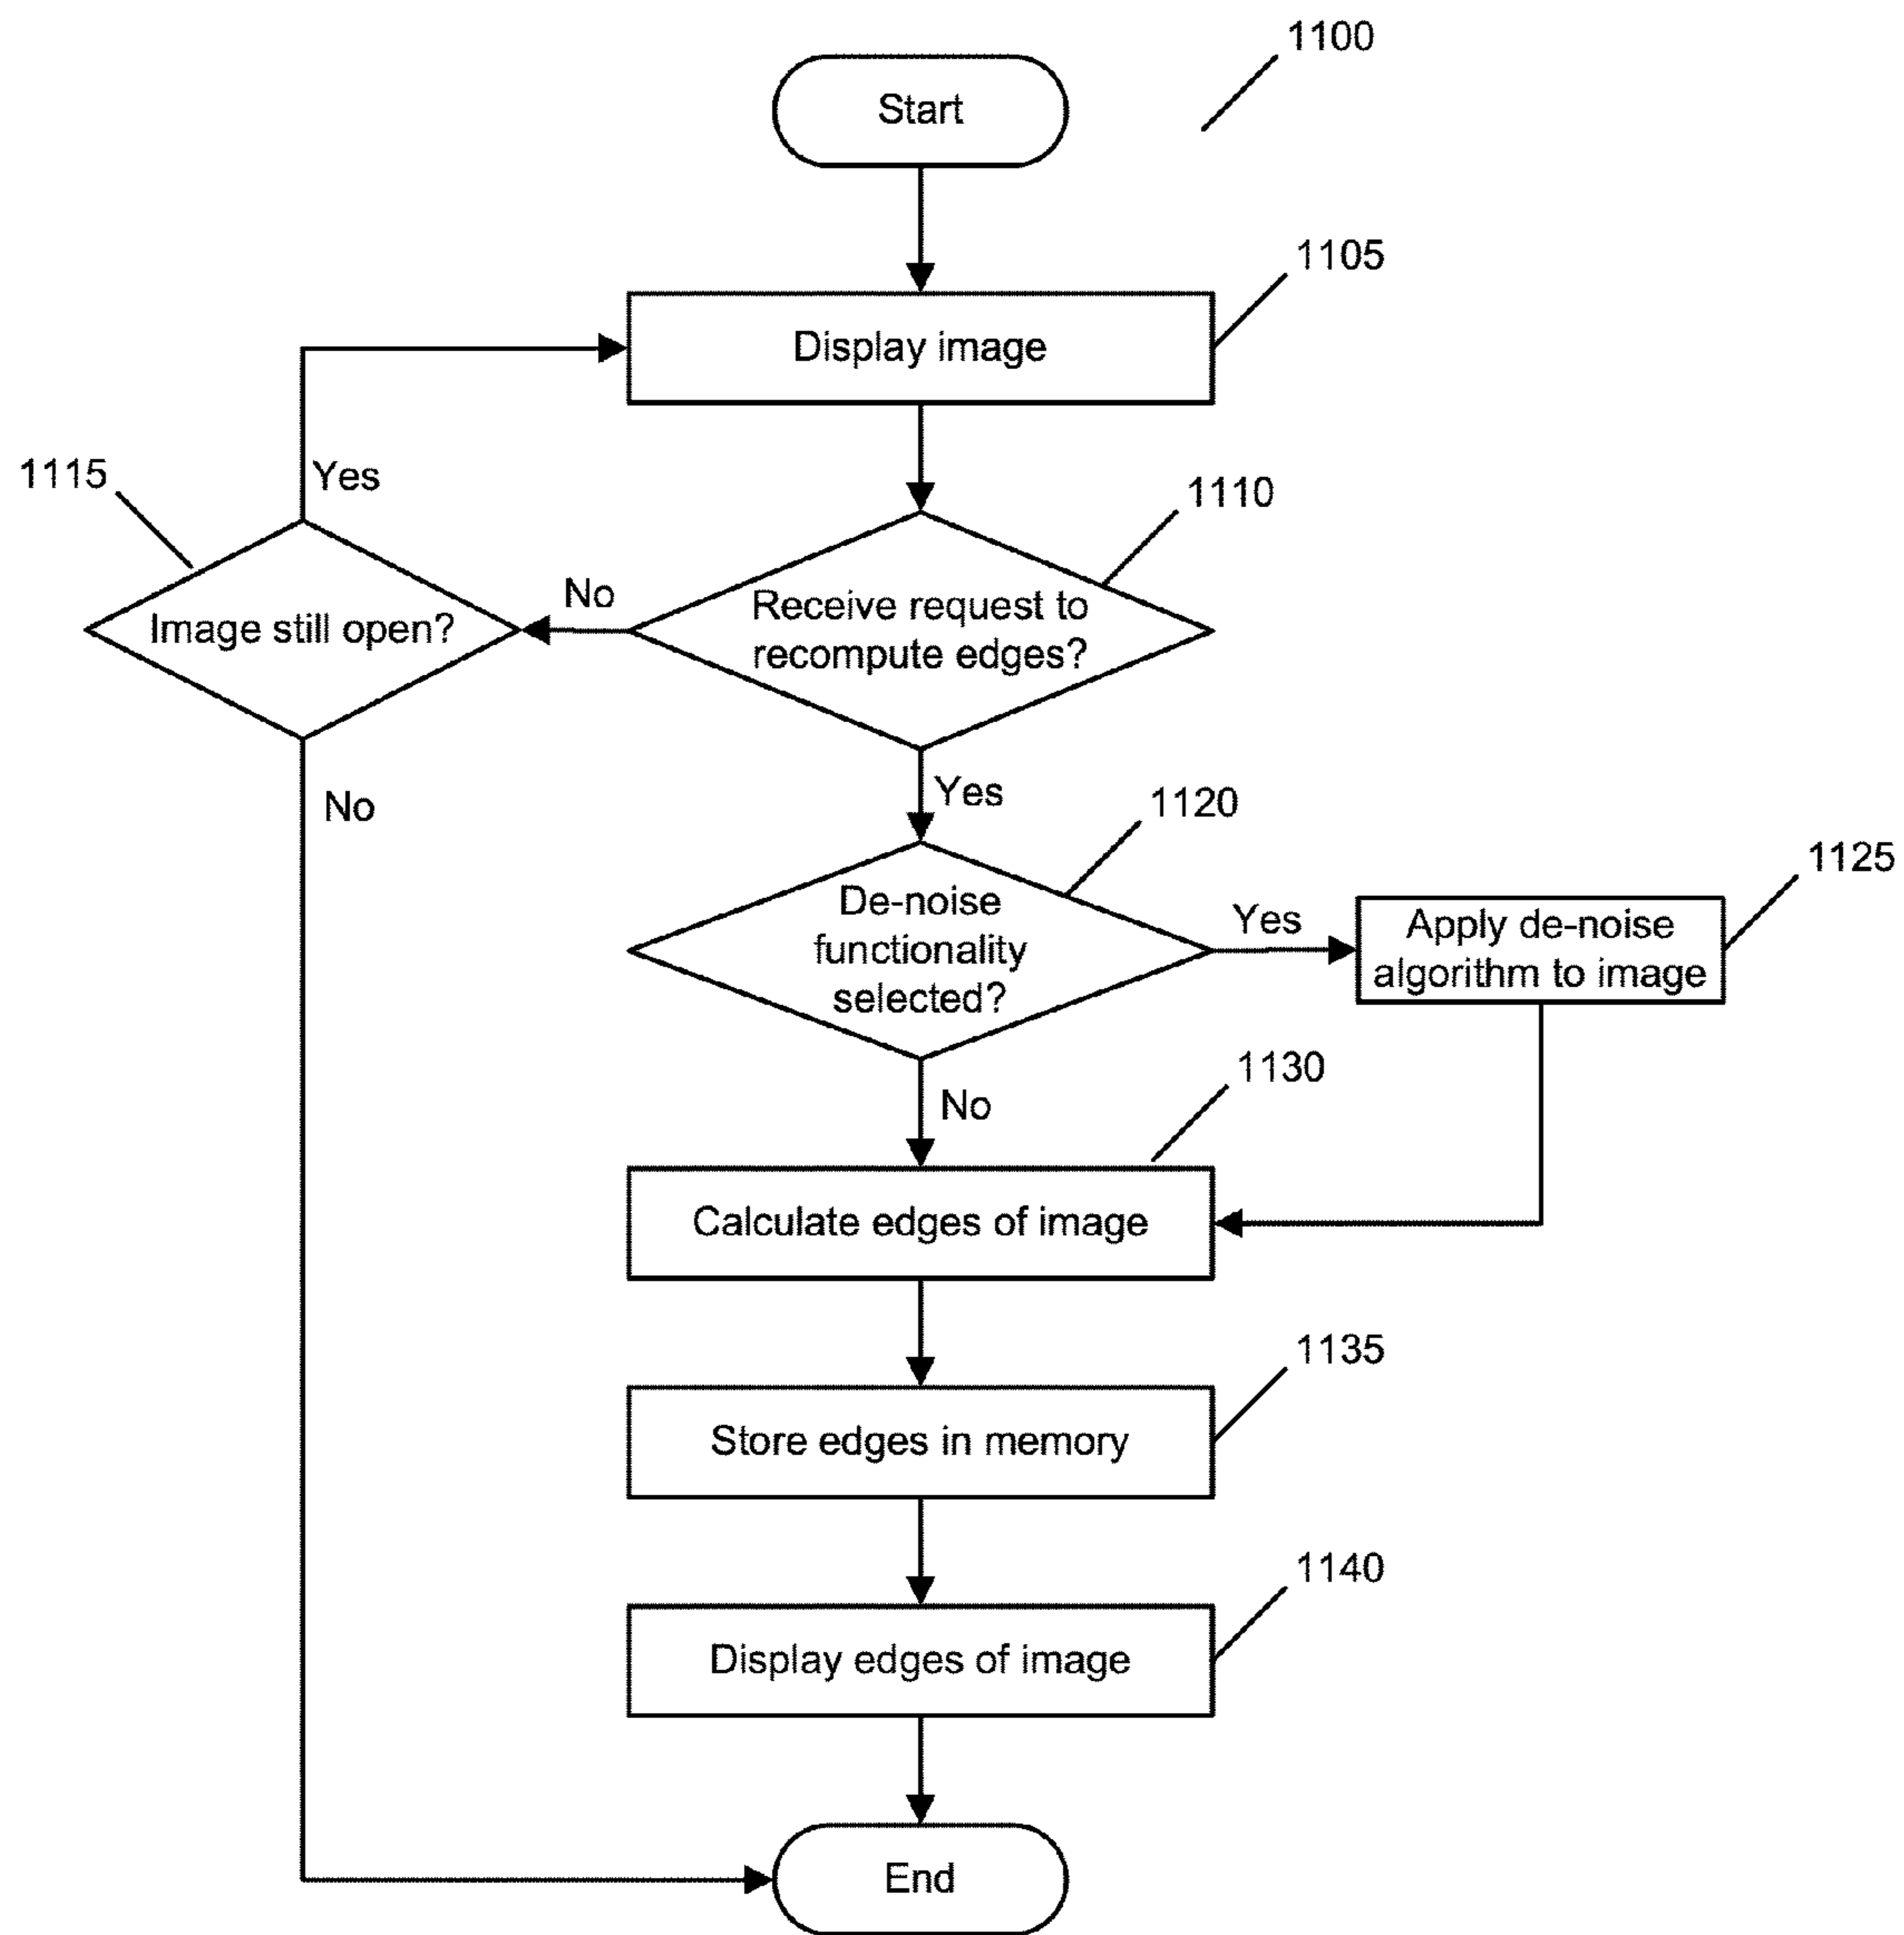 1100
Start
1105
Display image
1115
Yes
1110
No
Image still open?
Receive request to
recompute edges?
No
Yes
1120
1125
De-noise
functionality
selected?
Yes
Apply de-noise
algorithm to image
1130
No
Calculate edges of image
1135
Store edges in memory
1140
Display edges of image
End